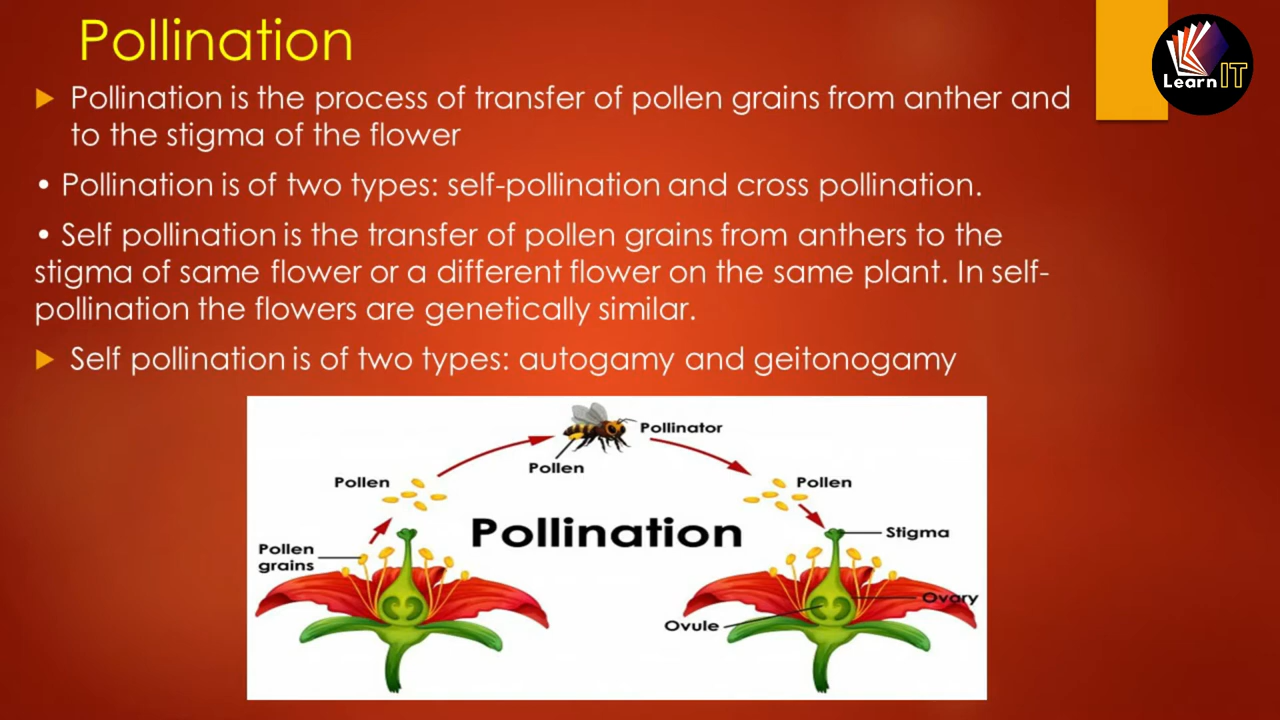 Pollination
Learn IT
Pollination is the process of transfer of pollen grains from anther and
to the stigma of the flower
• Pollination is of two types: self-pollination and cross pollination.
• Self pollination is the transfer of pollen grains from anthers to the
stigma of same flower or a different flower on the same plant. In self-
pollination the flowers are genetically similar.
Self pollination is of two types: autogamy and geitonogamy
Pollinator
Pollen
Pollen
Pollen
Pollination
Stigma
Pollen
grains
Ovary
Ovule